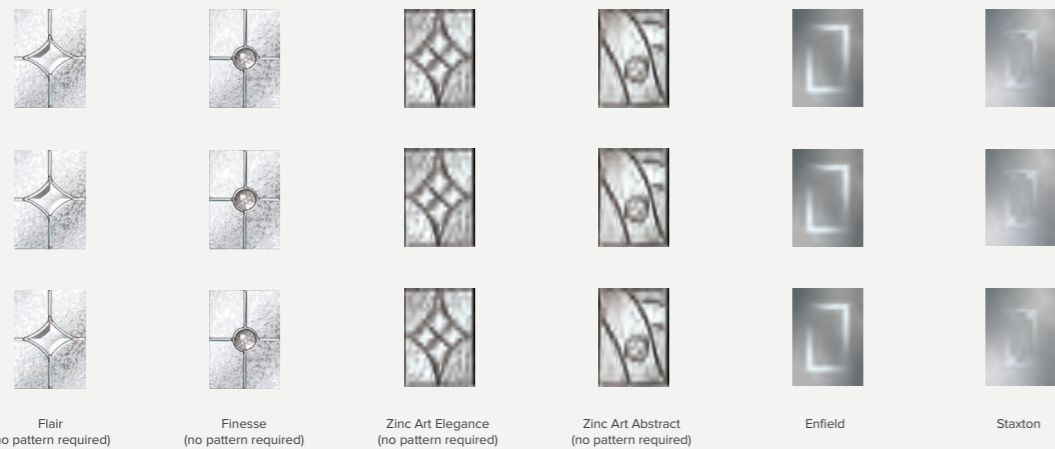 Flair
no pattern required)
Finesse
(no pattern required)
Zinc Art Elegance
(no pattern required)
Zinc Art Abstract
(no pattern required)
Enfield
Staxton